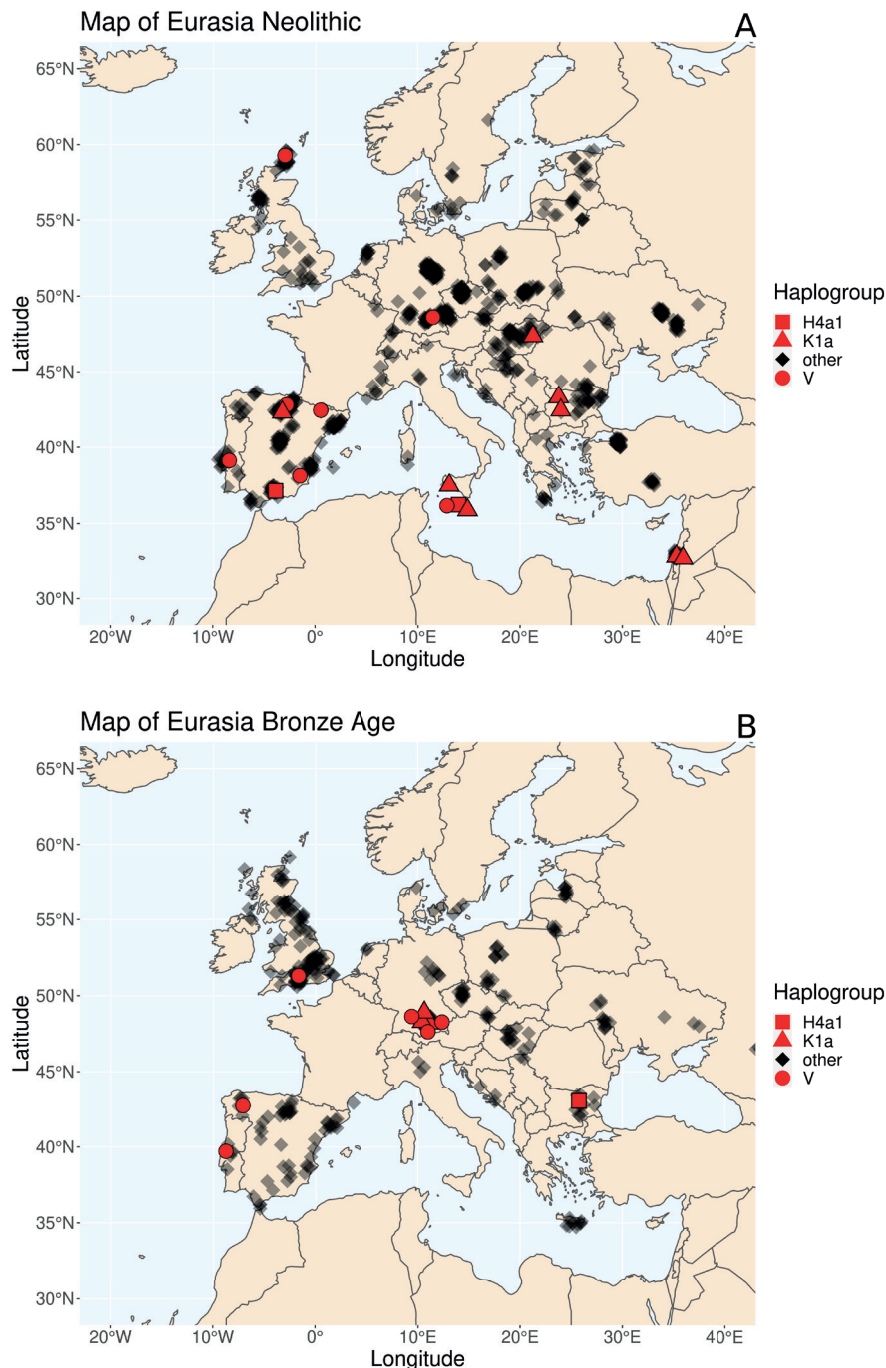 Map of Eurasia Neolithic
A
65°N
60°N
55°N
50°N
45°N
40°N
35°N
30°N
Latitude
20°W
10°W
0°
10°E
20°E
30°E
40°E
Longitude
Haplogroup
H4a1
K1a
other
V
Map of Eurasia Bronze Age
B
65°N
60°N
55°N
50°N
45°N
40°N
35°N
30°N
Latitude
20°W
10°W
0°
10°E
20°E
30°E
40°E
Longitude
Haplogroup
H4a1
K1a
other
V